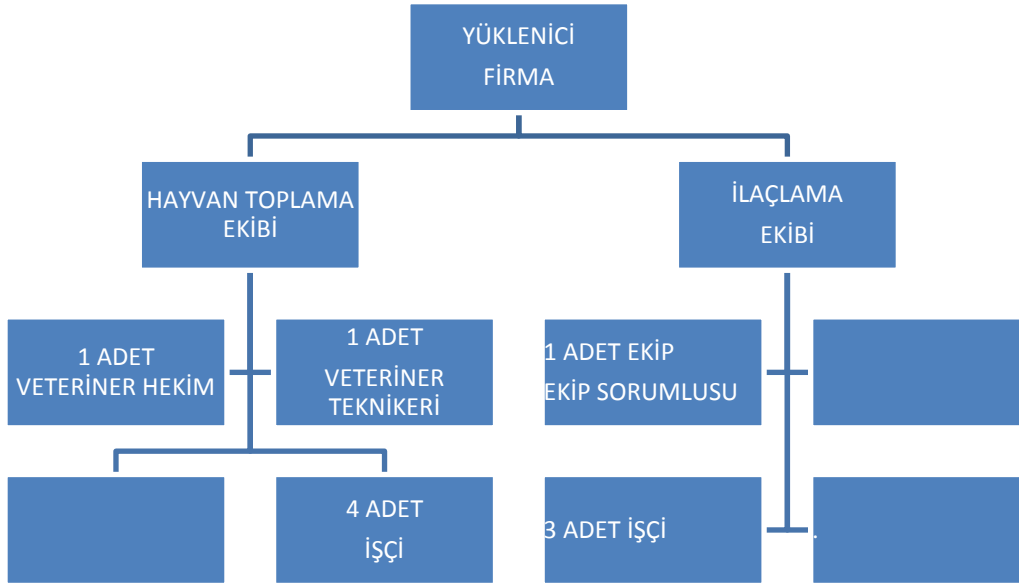 YÜKLENİCİ
FİRMA
HAYVAN TOPLAMA
EKİBİ
İLAÇLAMA
EKİBİ
1 ADET
VETERİNER HEKİM
1 ADET
VETERİNER
TEKNİKERİ
1 ADET EKİP
EKİP SORUMLUSU
4 ADET
İŞÇİ
3 ADET İŞÇİ
.